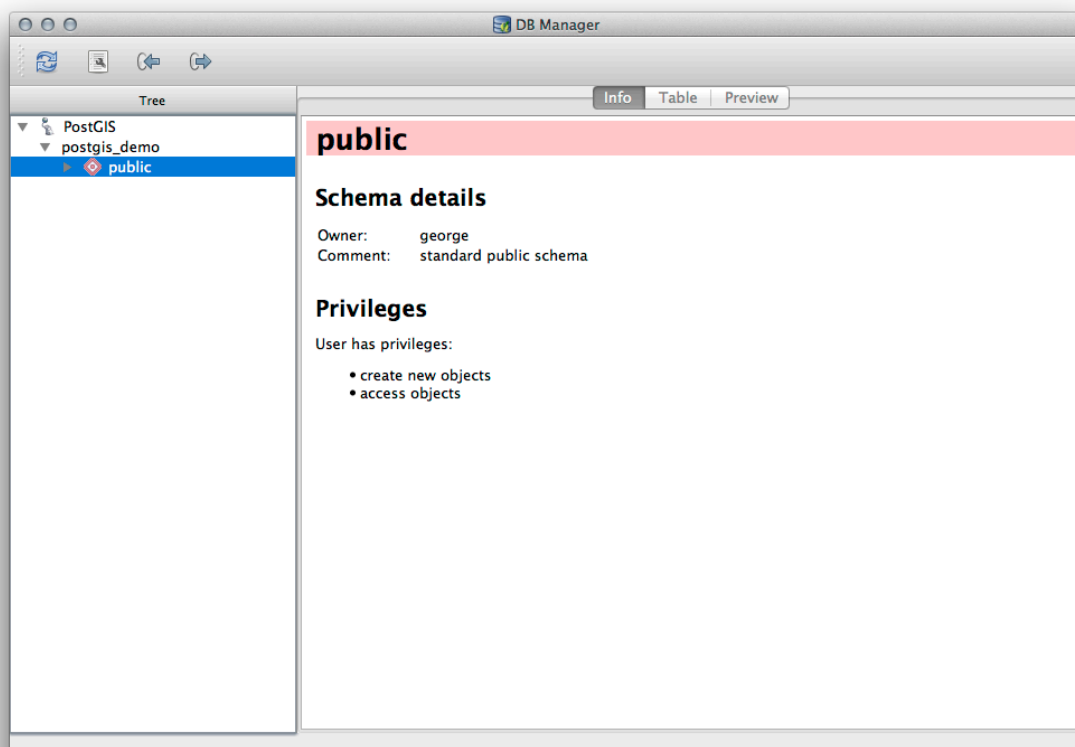 DB Manager
Tree
Info Table Preview
PostGIS
postgis_demo
public
public
Schema details
Owner: george
Comment: standard public schema
Privileges
User has privileges:
• create new objects
• access objects